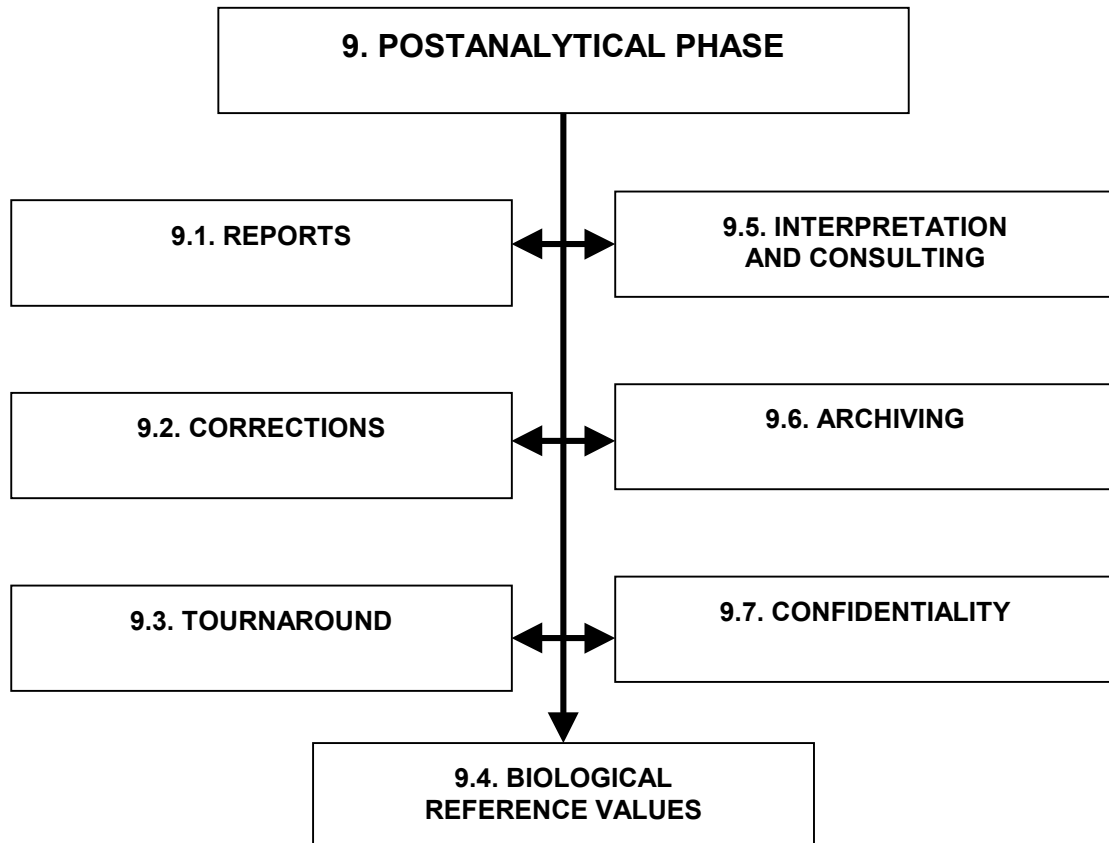 9. POSTANALYTICAL PHASE
9.1. REPORTS
9.5. INTERPRETATION
AND CONSULTING
9.2. CORRECTIONS
9.6. ARCHIVING
9.3. TOURNAROUND
9.7. CONFIDENTIALITY
9.4. BIOLOGICAL
REFERENCE VALUES